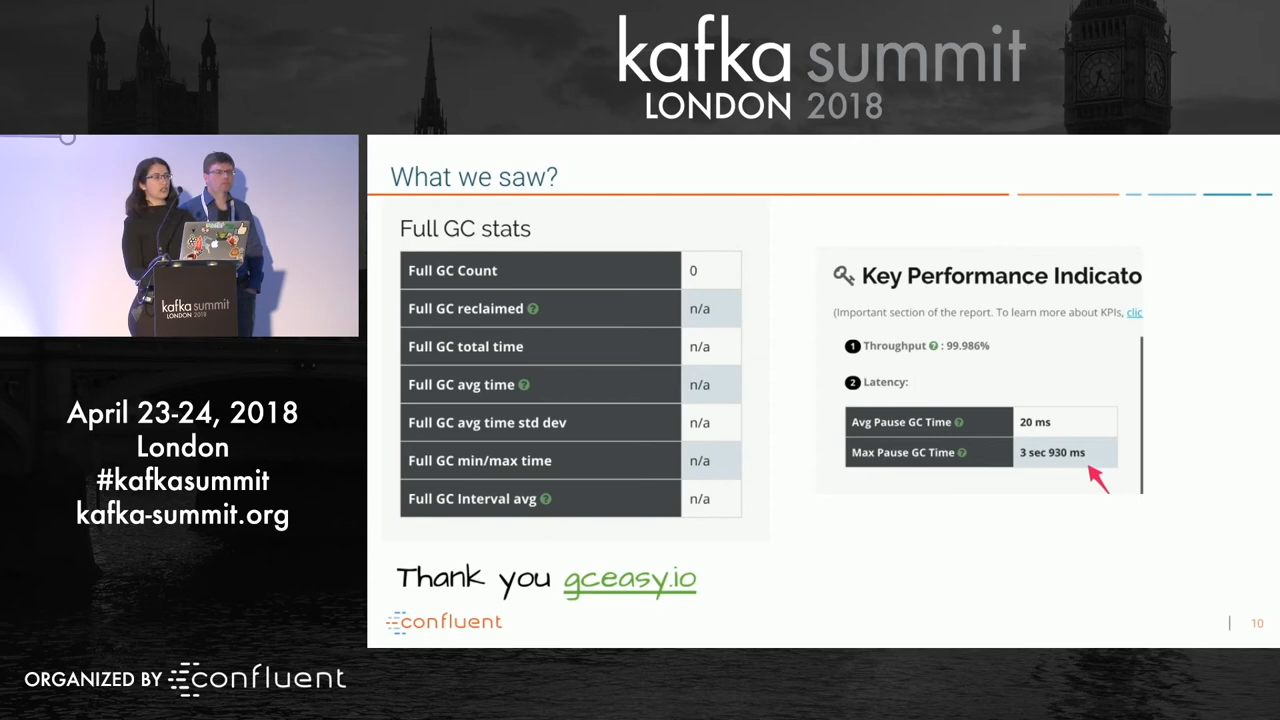 kafka summit
LONDON 2018
What we saw?
Full GC stats
Full GC Count 0
Full GC reclaimed n/a
Full GC total time n/a
Full GC avg time n/a
Full GC avg time std dev n/a
Full GC min/max time n/a
Full GC Interval avg n/a
Key Performance Indicato
(Important section of the report. To learn more about KPIs, clic
1 Throughput : 99.986%
2 Latency:
Avg Pause GC Time 20 ms
Max Pause GC Time 3 sec 930 ms
Thank you gceasy.io
confluent
| 10
kafka summit
LONDON 2018
April 23-24, 2018
London
#kafkasummit
kafka-summit.org
ORGANIZED BY confluent